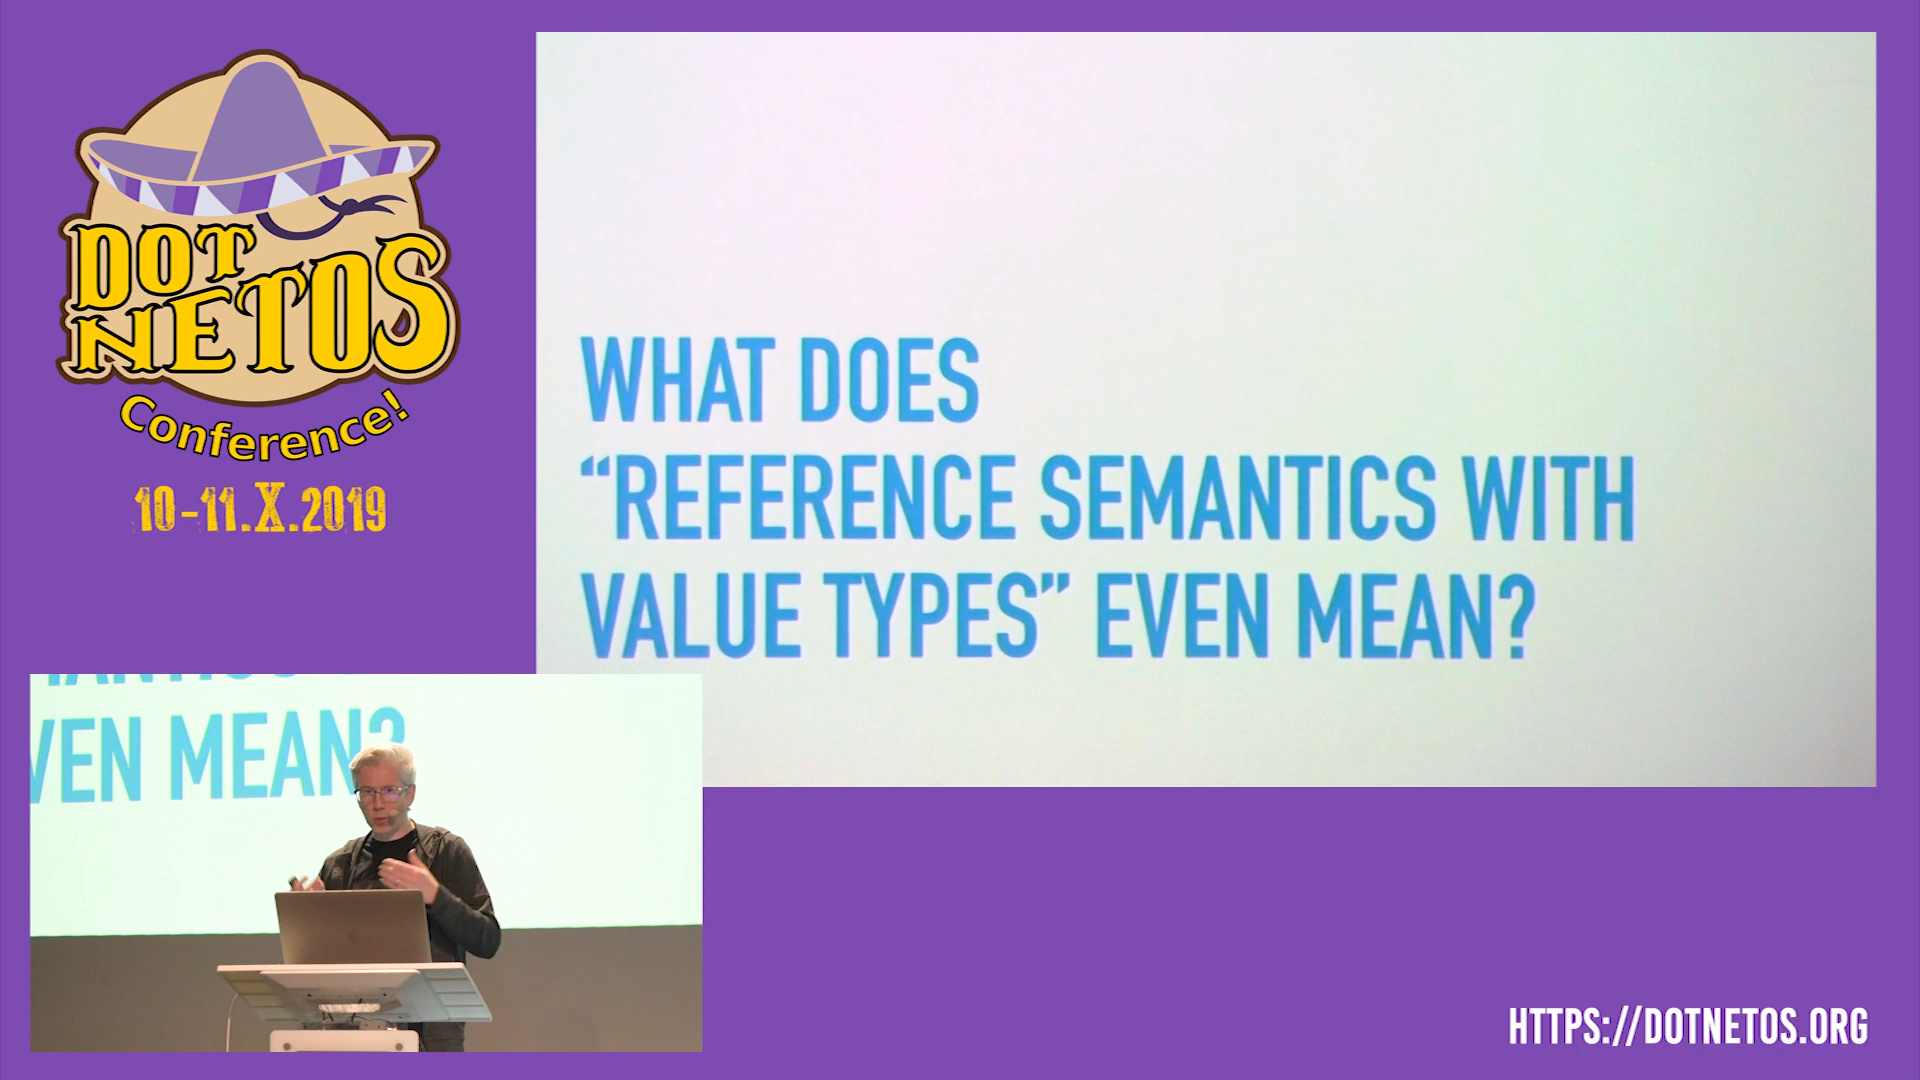 DOT
NETOS
Conference!
10-11.X.2019
WHAT DOES
“REFERENCE SEMANTICS WITH
VALUE TYPES” EVEN MEAN?
VEN MEAN?
HTTPS://DOTNETOS.ORG